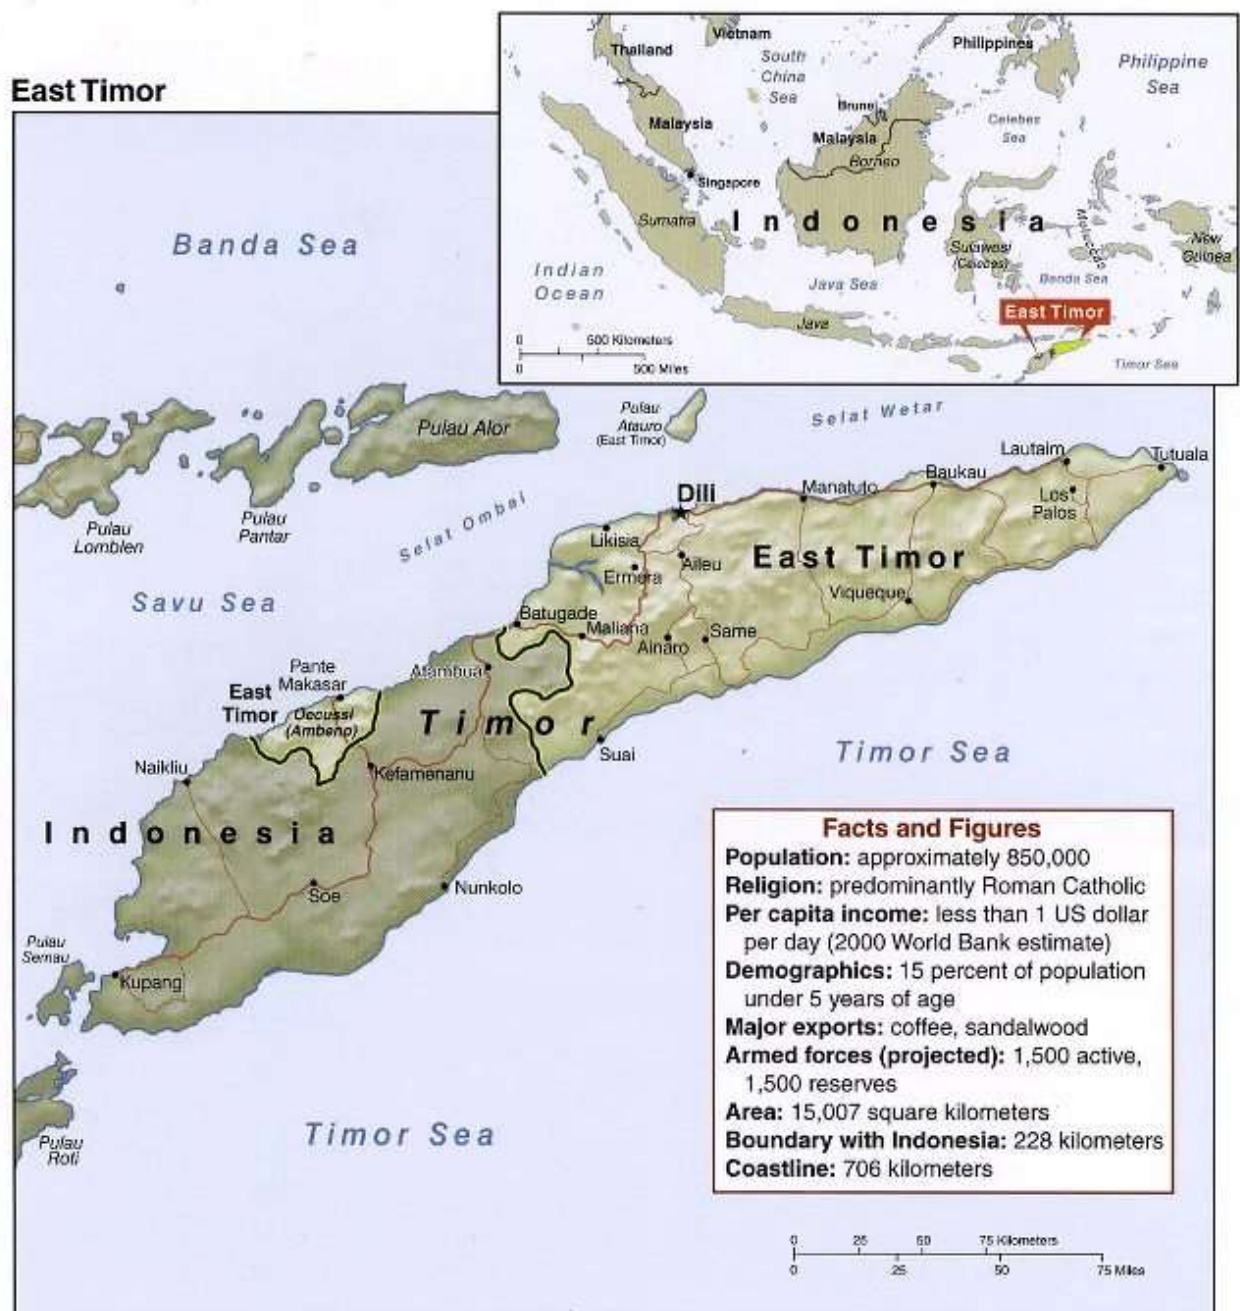 East Timor
Thailand
Vietnam
South
China
Sea
Philippines
Philippine
Sea
Malaysia
Brunei
Malaysia
Borneo
Celebes
Sea
Singapore
Sumatra
Indonesia
Sulawesi
(Celebes)
Moluccas
New
Guinea
Indian
Ocean
Java Sea
Banda Sea
Java
East Timor
Timor Sea
0 500 Kilometers
0 500 Miles
Banda Sea
Pulau Alor
Pulau
Atauro
(East Timor)
Selat Wetar
Pulau
Lomblen
Pulau
Pantar
Selat Ombai
Savu Sea
Lautaim
Tutuala
Baukau
Manatuto
Los
Palos
Dili
Likisia
East Timor
Aileu
Ermera
Viqueque
Batugade
Maliana
Ainaro
Same
Atambua
Pante
Makasar
East
Timor
Oecussi
(Ambeno)
Timor
Suai
Timor Sea
Naikliu
Kefamenanu
Indonesia
Soe
Nunkolo
Pulau
Semau
Kupang
Pulau
Roti
Timor Sea
Facts and Figures
Population: approximately 850,000
Religion: predominantly Roman Catholic
Per capita income: less than 1 US dollar
per day (2000 World Bank estimate)
Demographics: 15 percent of population
under 5 years of age
Major exports: coffee, sandalwood
Armed forces (projected): 1,500 active,
1,500 reserves
Area: 15,007 square kilometers
Boundary with Indonesia: 228 kilometers
Coastline: 706 kilometers
0 25 50 75 Kilometers
0 25 50 75 Miles